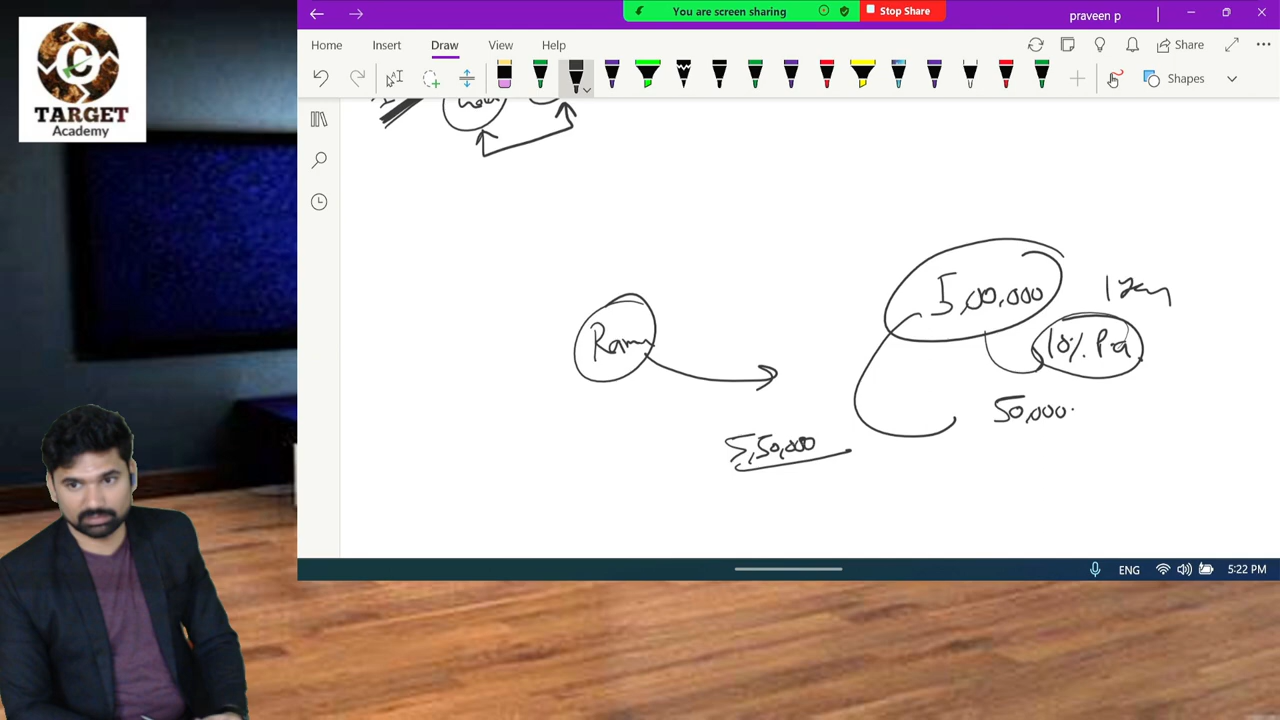 TARGET
Academy
You are screen sharing
Stop Share
praveen p
Home Insert Draw View Help
Share
Shapes
5,00,000
1 year
Ramu
10% Pa
50,000
5,50,000
ENG
5:22 PM